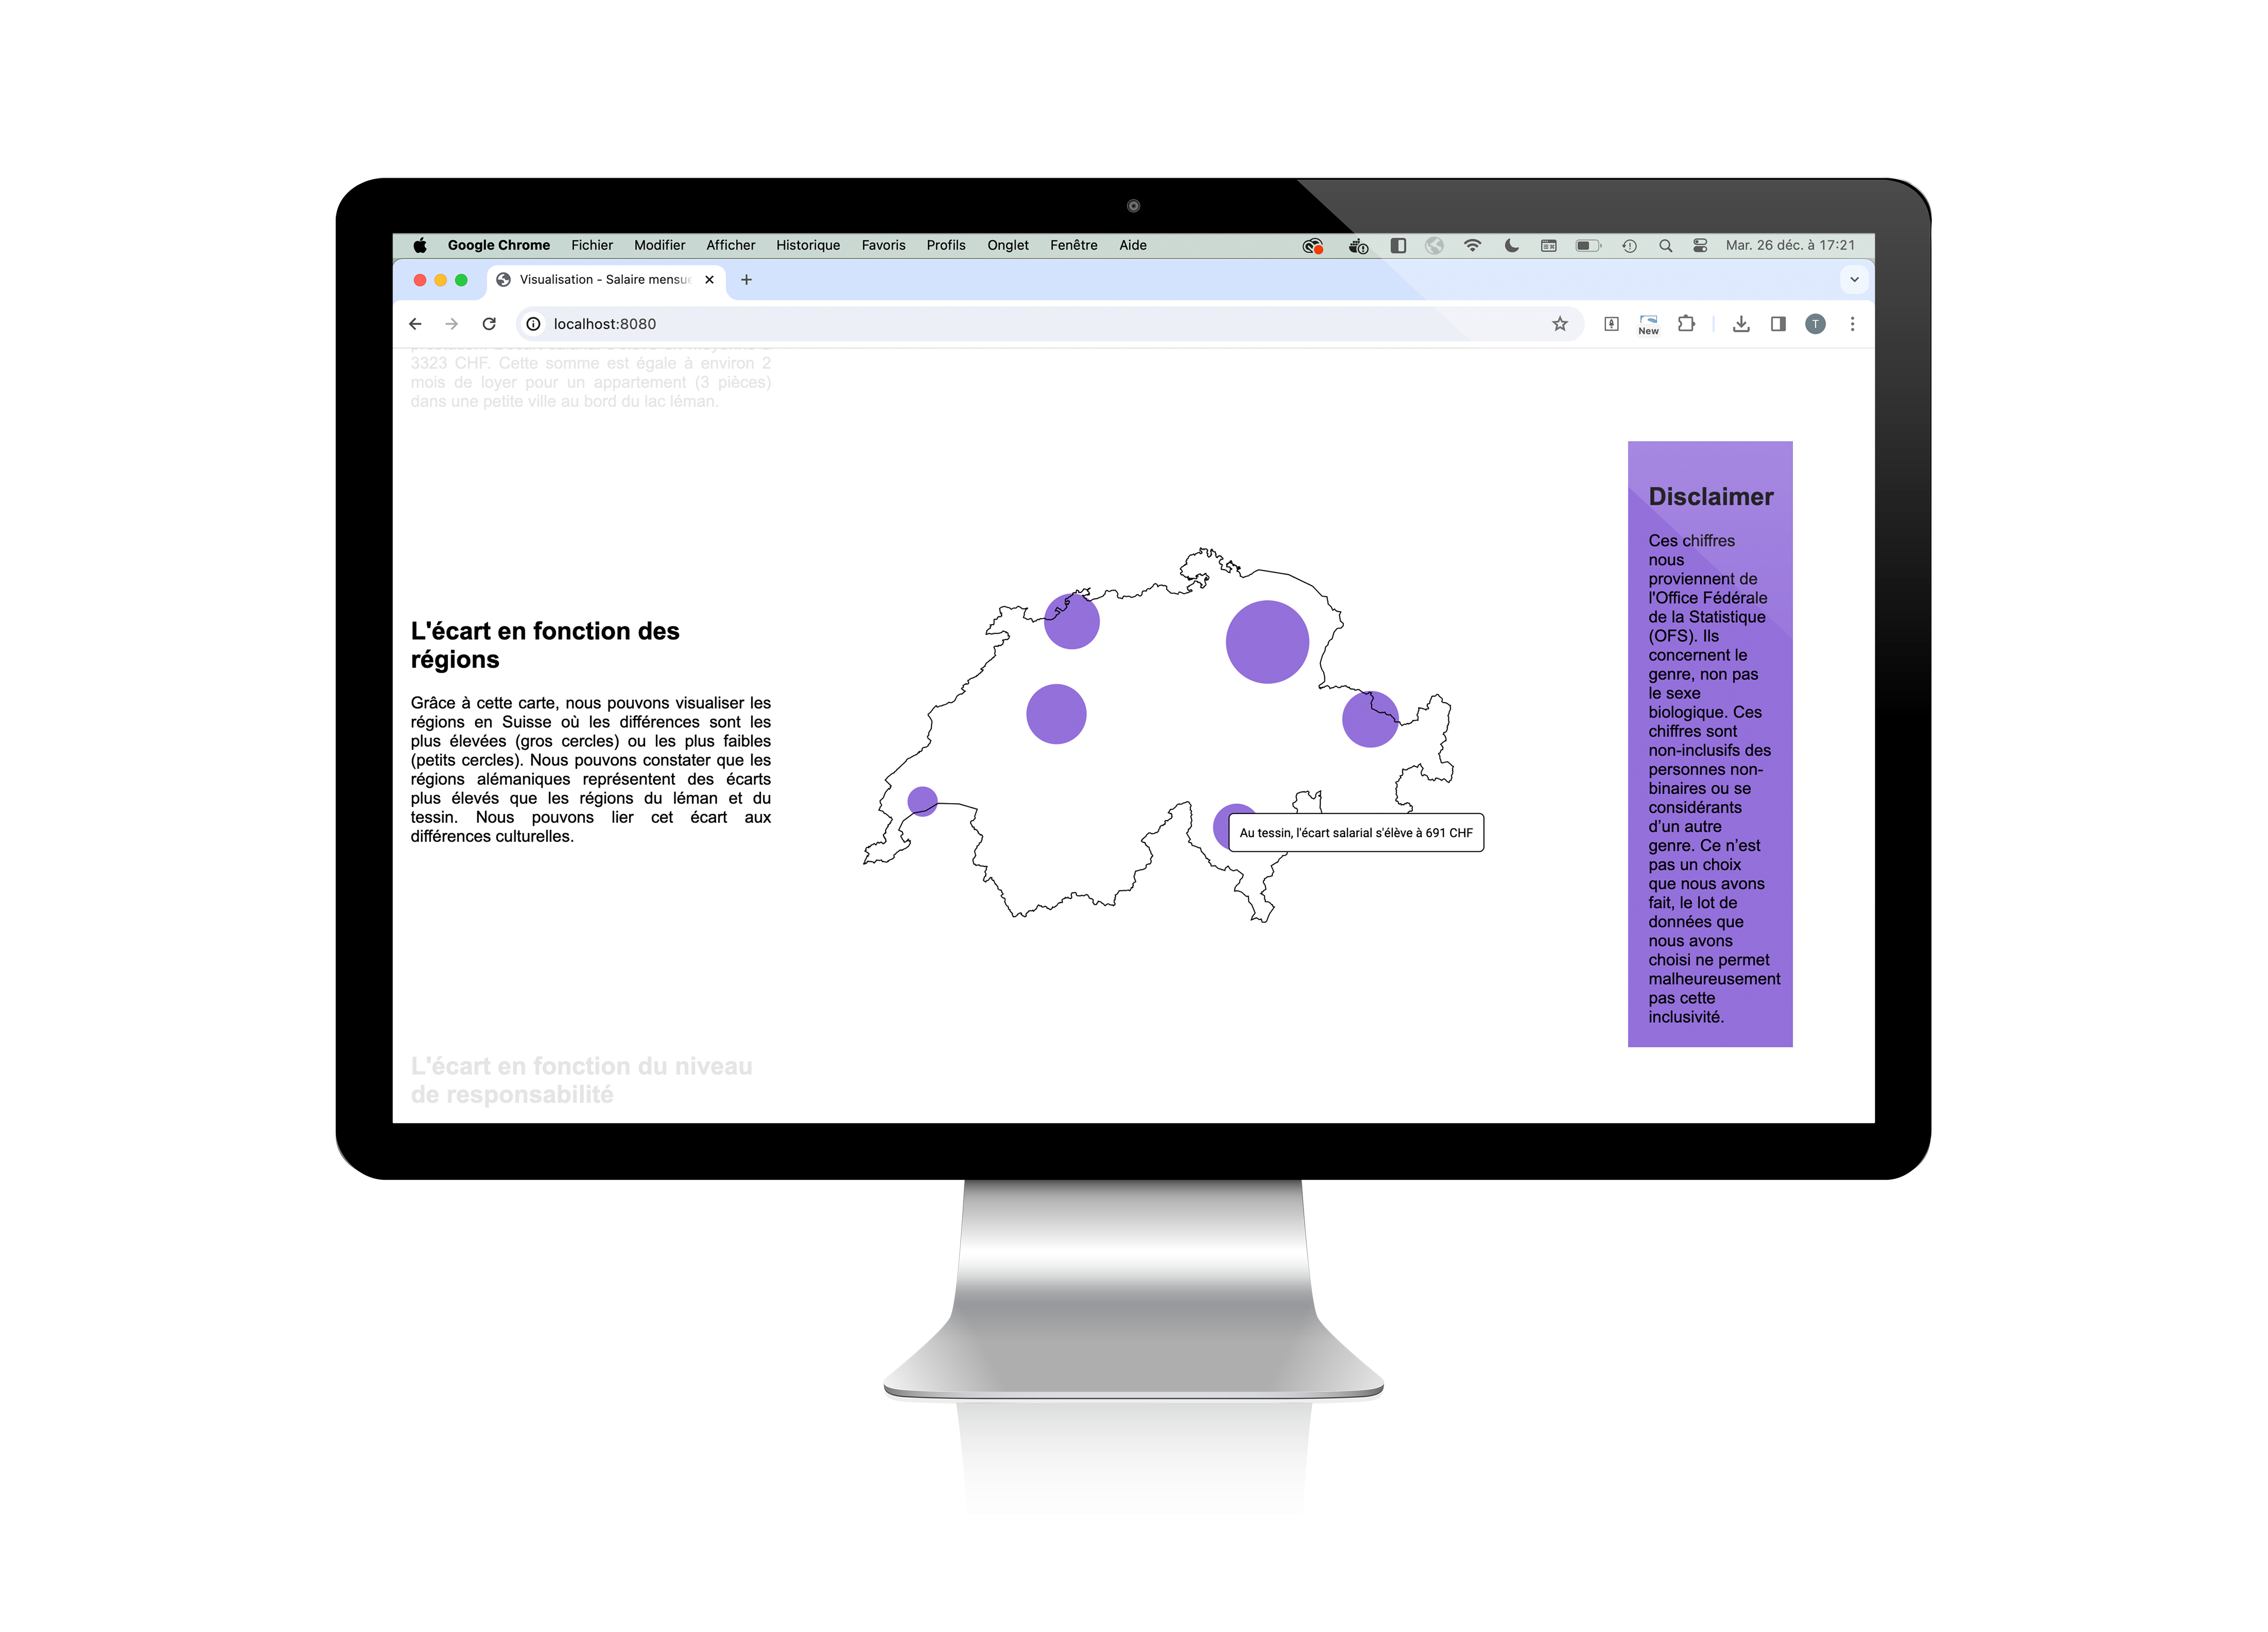 Google Chrome Fichier Modifier Afficher Historique Favoris Profils Onglet Fenêtre Aide Mar. 26 déc. à 17:21
Visualisation - Salaire mensue
localhost:8080
New
T
3323 CHF. Cette somme est égale à environ 2
mois de loyer pour un appartement (3 pièces)
dans une petite ville au bord du lac léman.
L'écart en fonction des
régions
Grâce à cette carte, nous pouvons visualiser les
régions en Suisse où les différences sont les
plus élevées (gros cercles) ou les plus faibles
(petits cercles). Nous pouvons constater que les
régions alémaniques représentent des écarts
plus élevés que les régions du léman et du
tessin. Nous pouvons lier cet écart aux
différences culturelles.
L'écart en fonction du niveau
de responsabilité
Au tessin, l'écart salarial s'élève à 691 CHF
Disclaimer
Ces chiffres
nous
proviennent de
l'Office Fédérale
de la Statistique
(OFS). Ils
concernent le
genre, non pas
le sexe
biologique. Ces
chiffres sont
non-inclusifs des
personnes non-
binaires ou se
considérants
d'un autre
genre. Ce n'est
pas un choix
que nous avons
fait, le lot de
données que
nous avons
choisi ne permet
malheureusement
pas cette
inclusivité.